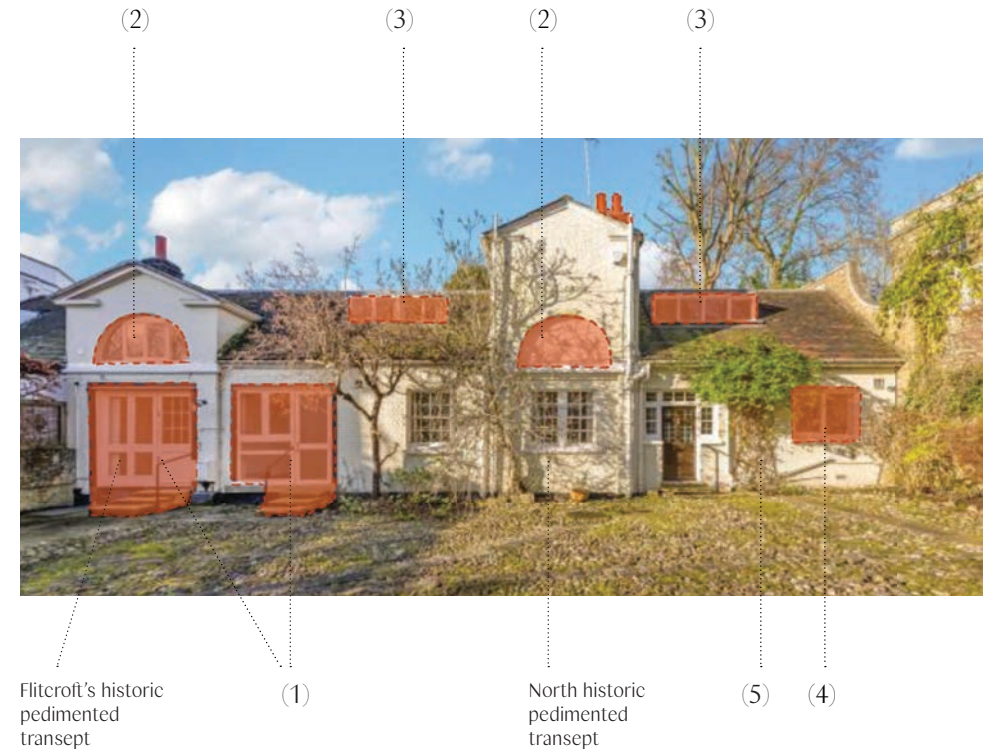 (2)
(3)
(2)
(3)
Flitcroft's historic
pedimented
transept
(1)
North historic
pedimented
transept
(5)
(4)